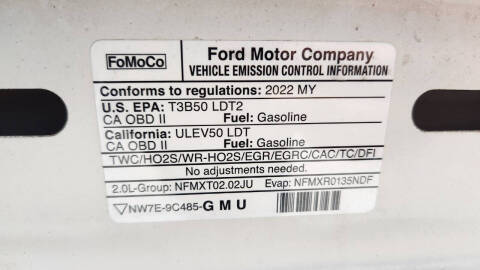 FoMoCo
Ford Motor Company
VEHICLE EMISSION CONTROL INFORMATION
Conforms to regulations: 2022 MY
U.S. EPA: T3B50 LDT2
CA OBD II Fuel: Gasoline
California: ULEV50 LDT
CA OBD II Fuel: Gasoline
TWC/HO2S/WR-HO2S/EGR/EGRC/CAC/TC/DFI
No adjustments needed.
2.0L-Group: NFMXT02.02JU Evap: NFMXR0135NDF
NW7E-9C485-GMU